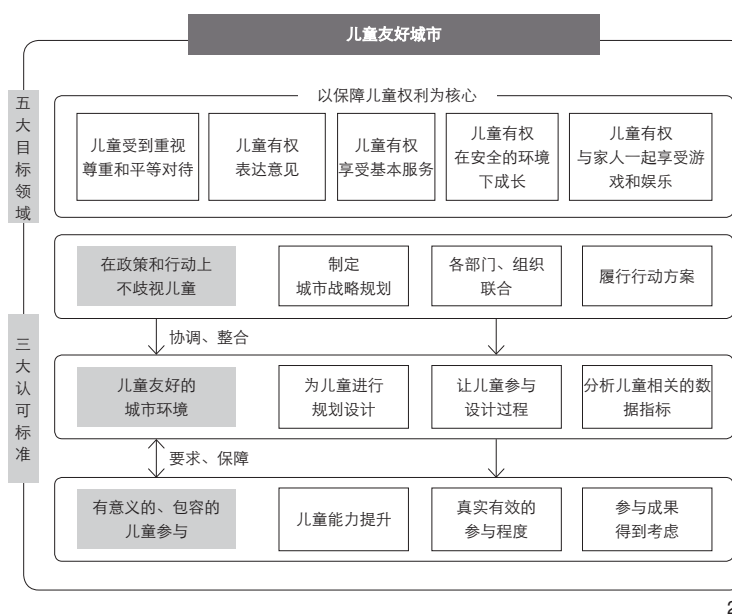 儿童友好城市
五大目标领域
以保障儿童权利为核心
儿童受到重视
尊重和平等对待
儿童有权
表达意见
儿童有权
享受基本服务
儿童有权
在安全的环境
下成长
儿童有权
与家人一起享受游
戏和娱乐
三大认可标准
在政策和行动上
不歧视儿童
制定
城市战略规划
各部门、组织
联合
履行行动方案
协调、整合
儿童友好的
城市环境
为儿童进行
规划设计
让儿童参与
设计过程
分析儿童相关的数
据指标
要求、保障
有意义的、包容的
儿童参与
儿童能力提升
真实有效的
参与程度
参与成果
得到考虑
2